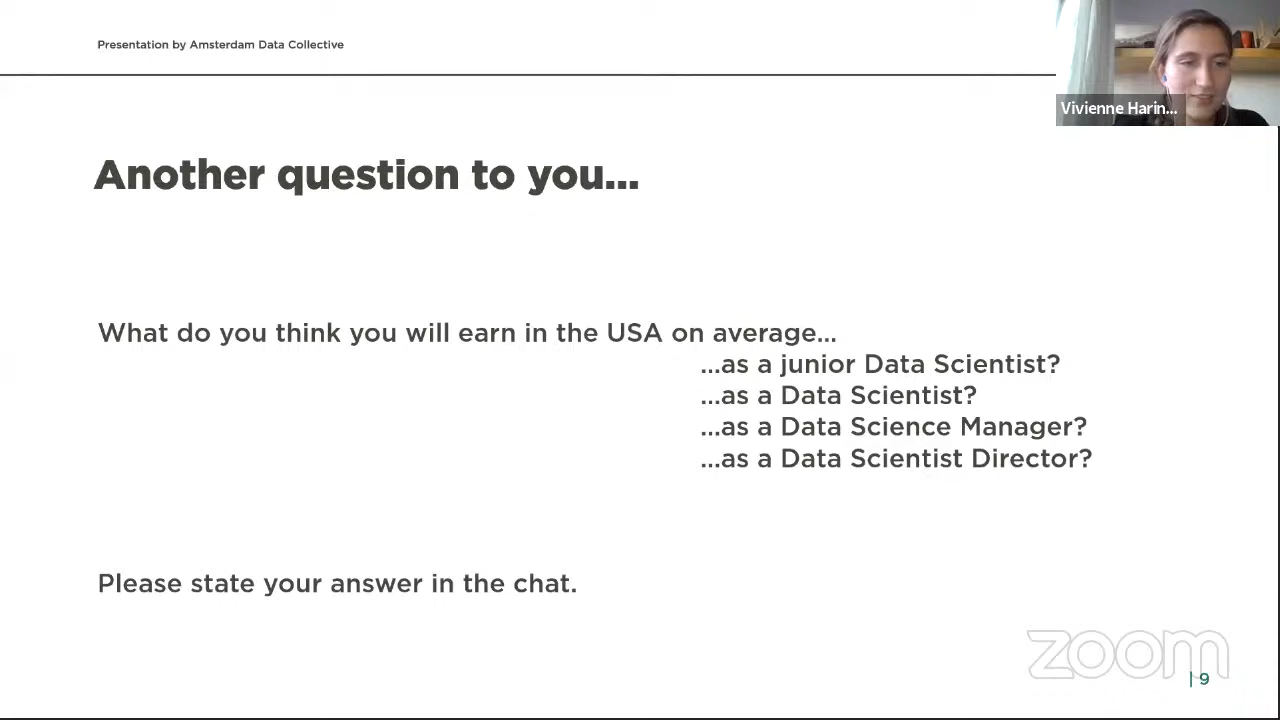 Presentation by Amsterdam Data Collective
Vivienne Harin...
Another question to you...
What do you think you will earn in the USA on average...
...as a junior Data Scientist?
...as a Data Scientist?
...as a Data Science Manager?
...as a Data Scientist Director?
Please state your answer in the chat.
zoom
| 9